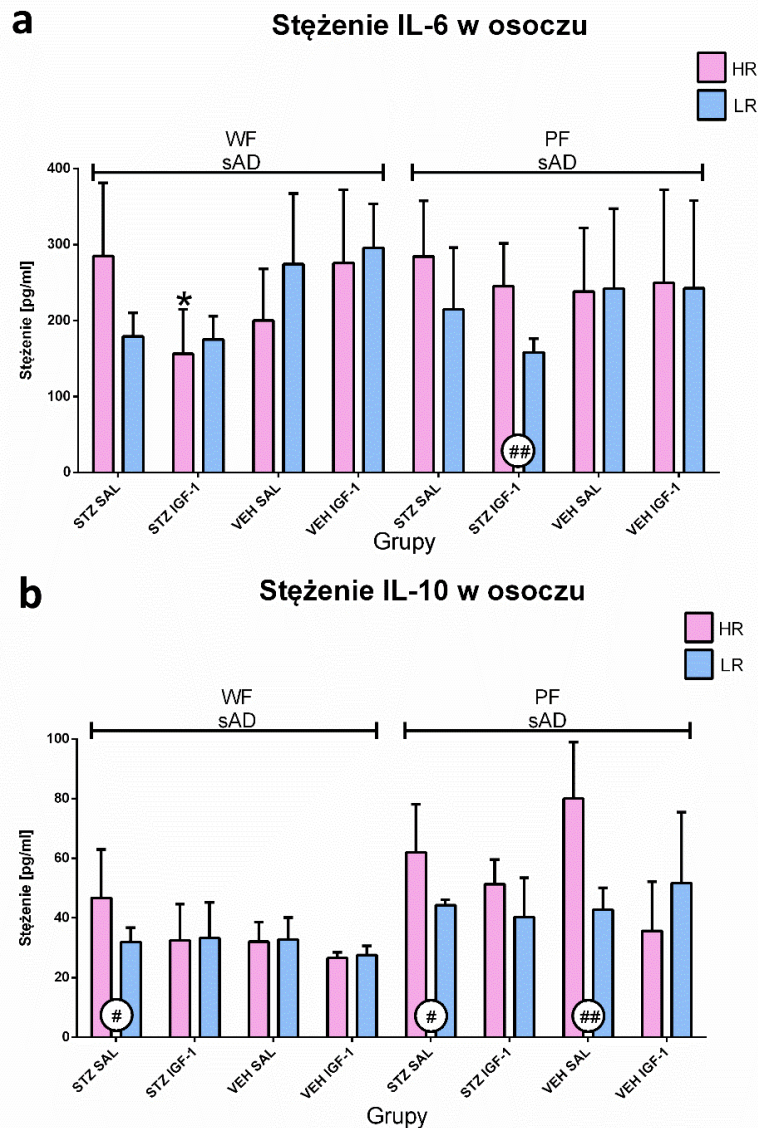 a
Stężenie IL-6 w osoczu
HR
LR
WF
sAD
PF
sAD
Stężenie [pg/ml]
400
300
200
100
0
*
##
STZ SAL
STZ IGF-1
VEH SAL
VEH IGF-1
STZ SAL
STZ IGF-1
VEH SAL
VEH IGF-1
Grupy
b
Stężenie IL-10 w osoczu
HR
LR
WF
sAD
PF
sAD
Stężenie [pg/ml]
100
80
60
40
20
0
#
#
##
STZ SAL
STZ IGF-1
VEH SAL
VEH IGF-1
STZ SAL
STZ IGF-1
VEH SAL
VEH IGF-1
Grupy